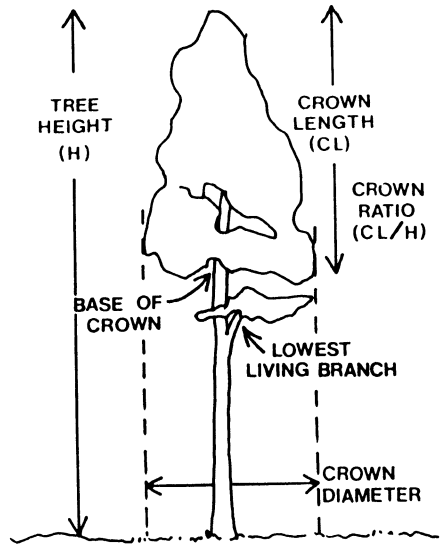 TREE
HEIGHT
(H)
CROWN
LENGTH
(CL)
CROWN
RATIO
(CL/H)
BASE OF
CROWN
LOWEST
LIVING BRANCH
CROWN
DIAMETER